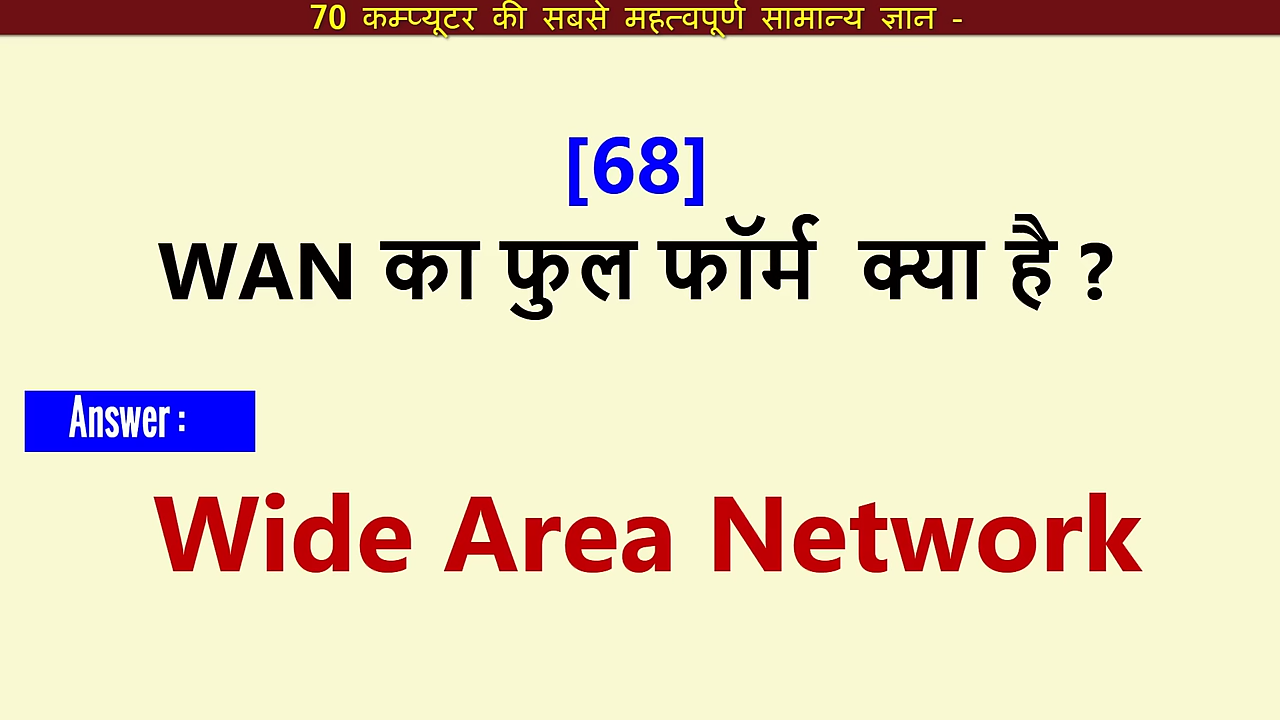 70 कम्प्यूटर की सबसे महत्वपूर्ण सामान्य ज्ञान -
[68]
WAN का फुल फॉर्म क्या है ?
Answer :
Wide Area Network